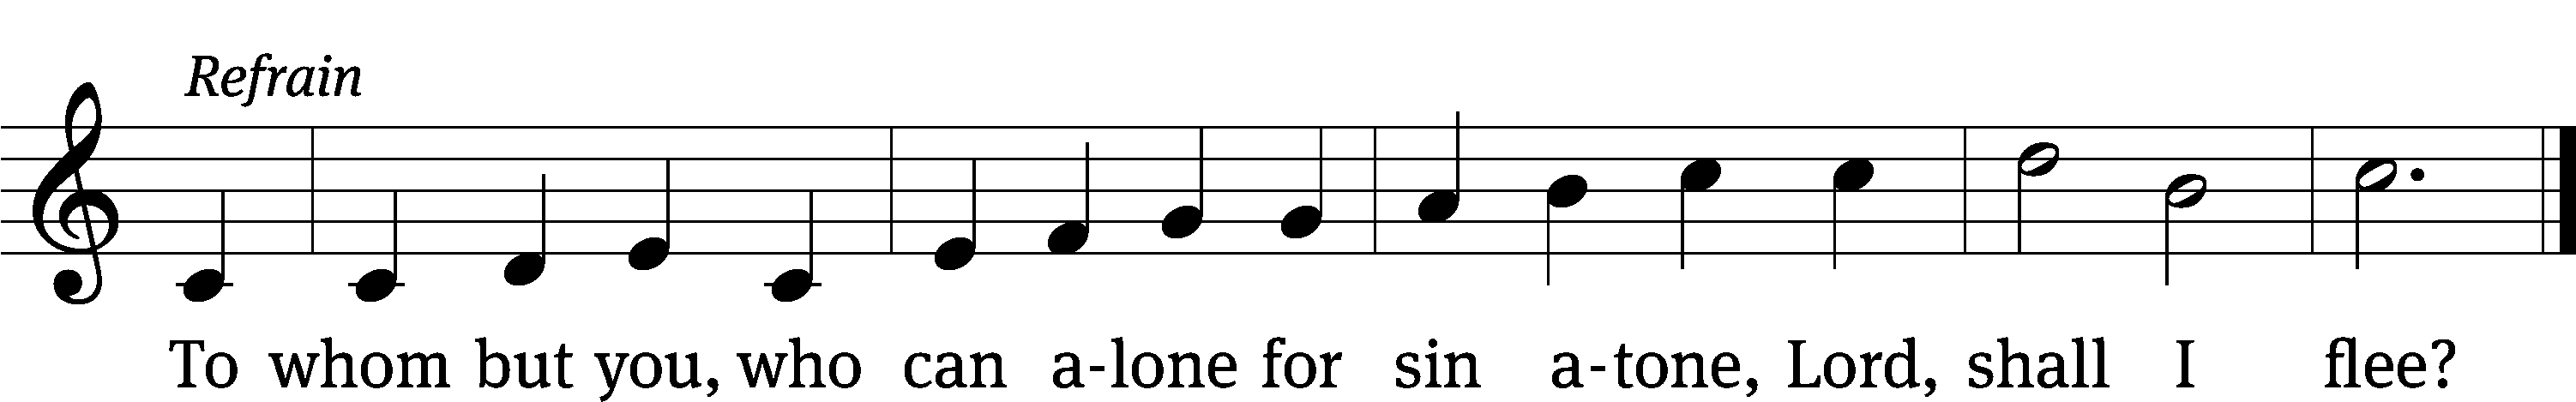 Refrain
To whom but you, who can a-lone for sin a-tone, Lord, shall I flee?